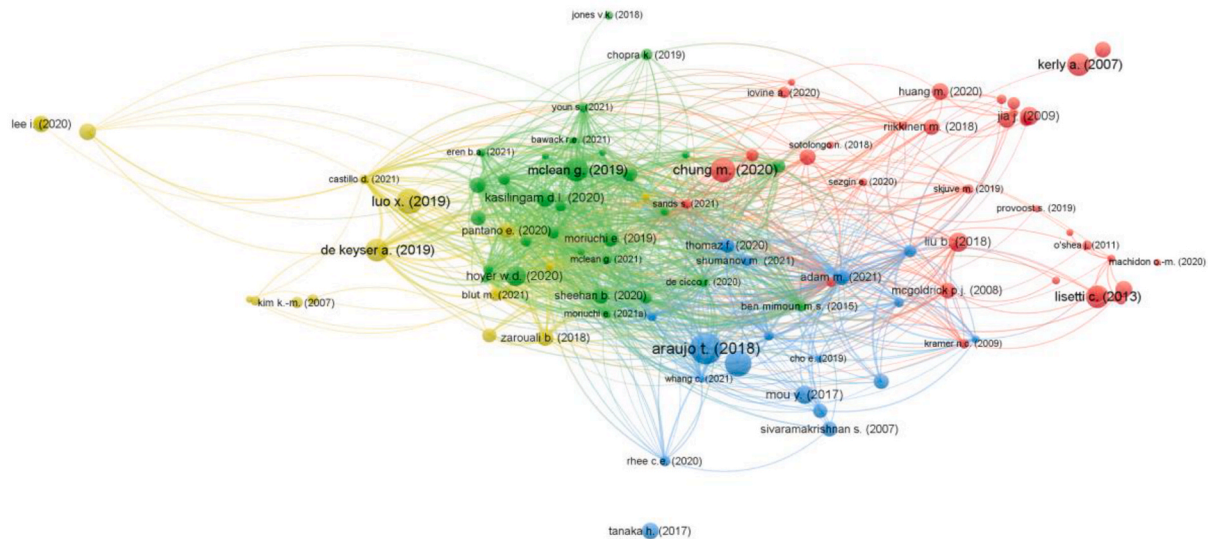 jones v.k. (2018)
chopra k. (2019)
kerly a. (2007)
iovine a. (2020)
huang m. (2020)
youn s. (2021)
jia j. (2009)
lee i. (2020)
riikkinen m. (2018)
bawack r.e. (2021)
sotolongo n. (2018)
eren b.a. (2021)
mclean g. (2019)
chung m. (2020)
castillo d. (2021)
sezgin e. (2020)
skjuve m. (2019)
luo x. (2019)
kasilingam d.l. (2020)
sands s. (2021)
provoost s. (2019)
pantano e. (2020)
moriuchi e. (2019)
thomaz f. (2020)
liu b. (2018)
o'shea j. (2011)
de keyser a. (2019)
mclean g. (2021)
shumanov m. (2021)
machidon o.-m. (2020)
hoyer w.d. (2020)
adam m. (2021)
de cicco r. (2020)
mcgoldrick p.j. (2008)
lisetti c. (2013)
blut m. (2021)
sheehan b. (2020)
kim k.-m. (2007)
ben mimoun m.s. (2015)
moriuchi e. (2021a)
zarouali b. (2018)
araujo t. (2018)
kramer n.c. (2009)
cho e. (2019)
whang c. (2021)
mou y. (2017)
sivaramakrishnan s. (2007)
rhee c.e. (2020)
tanaka h. (2017)